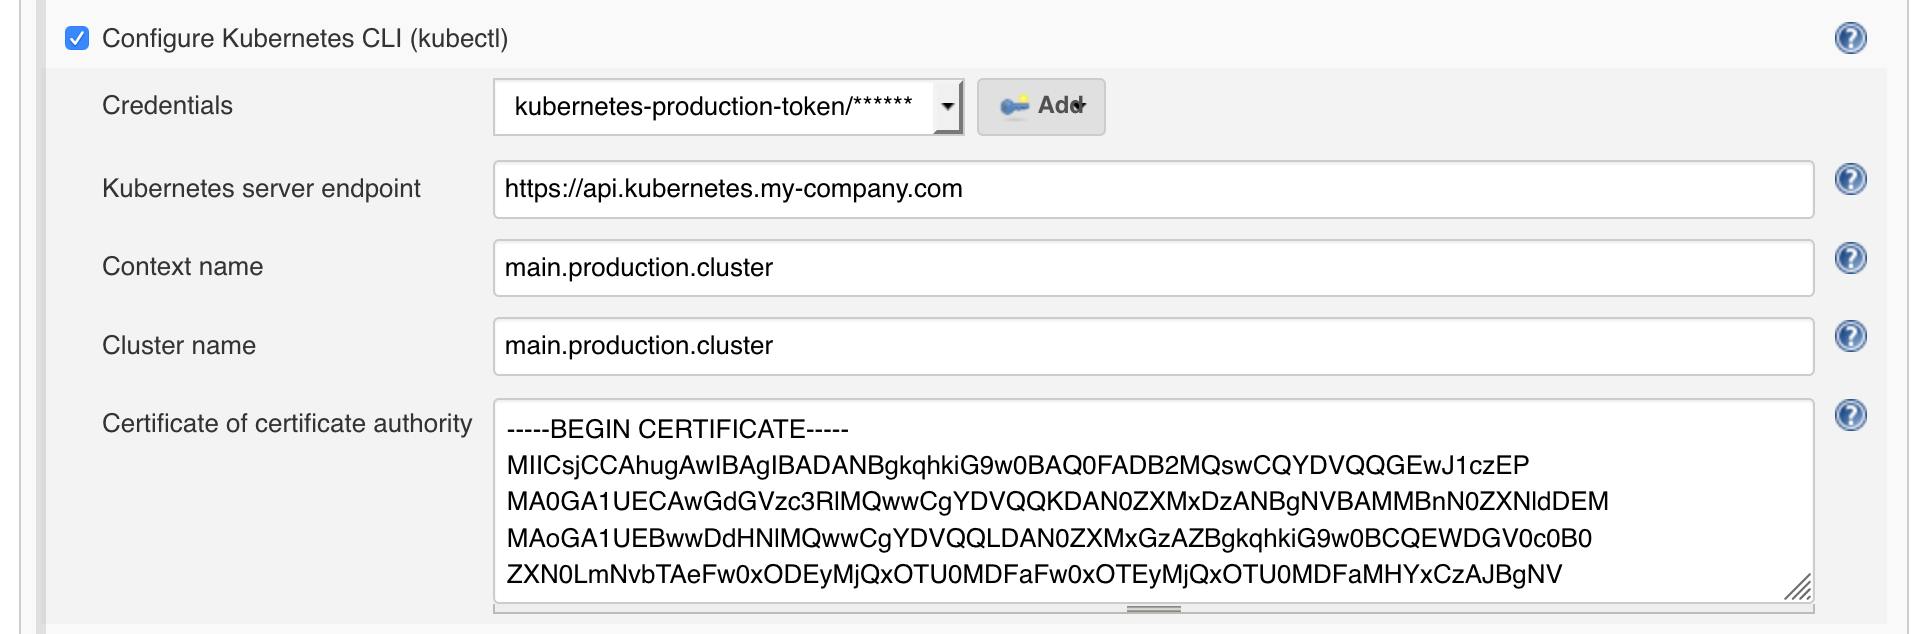 Configure Kubernetes CLI (kubectl)
Credentials
kubernetes-production-token/******
Add
Kubernetes server endpoint
https://api.kubernetes.my-company.com
Context name
main.production.cluster
Cluster name
main.production.cluster
Certificate of certificate authority
-----BEGIN CERTIFICATE-----
MIICsjCCAhugAwIBAgIBADANBgkqhkiG9w0BAQ0FADB2MQswCQYDVQQGEwJ1czEP
MA0GA1UECAwGdGVzc3RlMQwwCgYDVQQKDAN0ZXMxDzANBgNVBAMMBnN0ZXNldDEM
MAoGA1UEBwwDdHNlMQwwCgYDVQQLDAN0ZXMxGzAZBgkqhkiG9w0BCQEWDGV0c0B0
ZXN0LmNvbTAeFw0xODEyMjQxOTU0MDFaFw0xOTEyMjQxOTU0MDFaMHYxCzAJBgNV